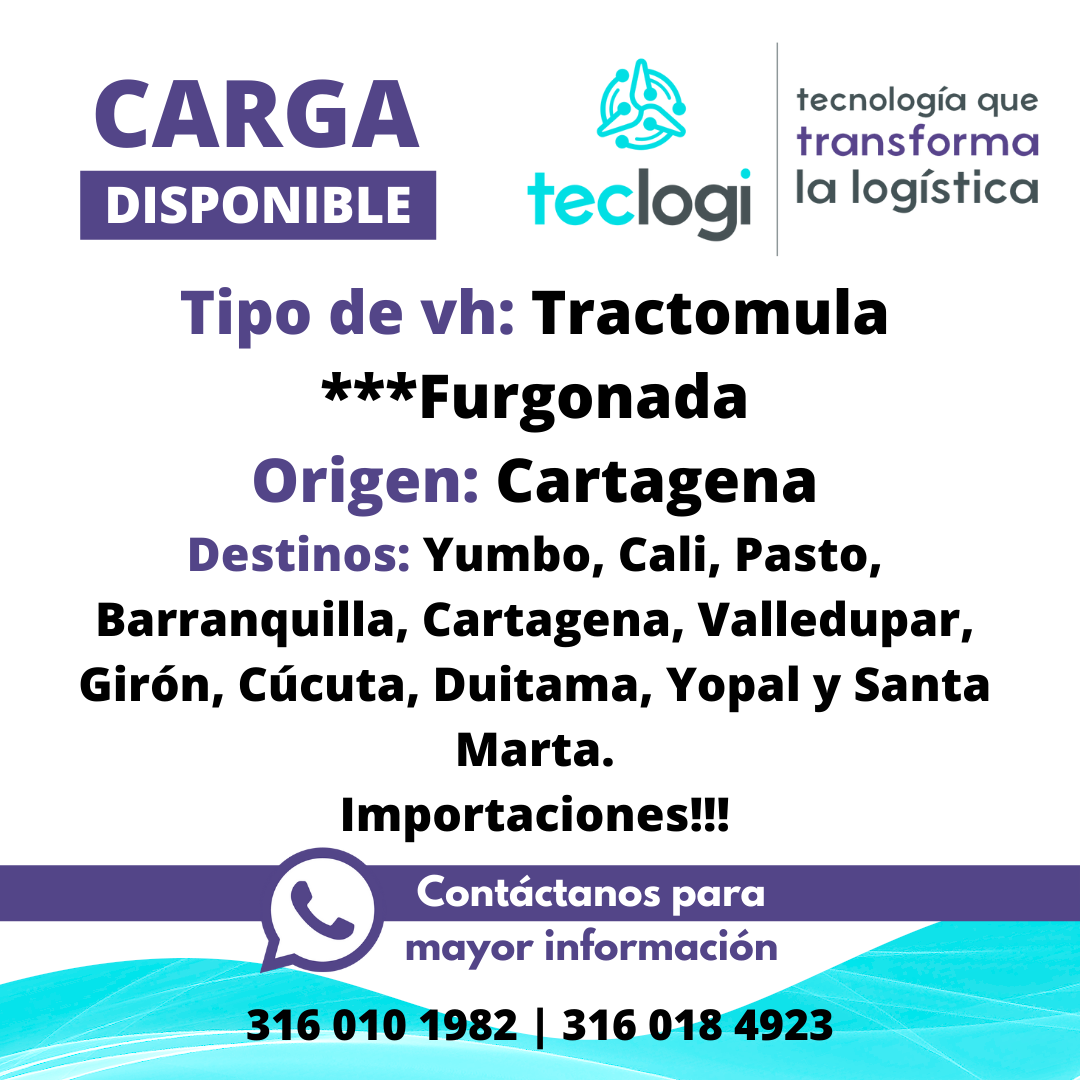 CARGA
DISPONIBLE
teclogi
tecnología que
transforma
la logística
Tipo de vh: Tractomula
***Furgonada
Origen: Cartagena
Destinos: Yumbo, Cali, Pasto,
Barranquilla, Cartagena, Valledupar,
Girón, Cúcuta, Duitama, Yopal y Santa
Marta.
Importaciones!!!
Contáctanos para
mayor información
316 010 1982 | 316 018 4923